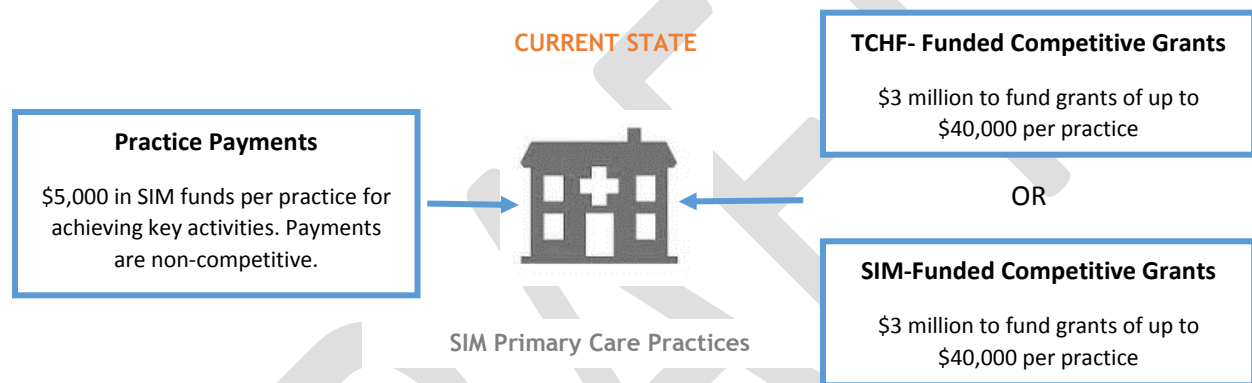 CURRENT STATE
Practice Payments
$5,000 in SIM funds per practice for
achieving key activities. Payments
are non-competitive.
SIM Primary Care Practices
TCHF- Funded Competitive Grants
$3 million to fund grants of up to
$40,000 per practice
OR
SIM-Funded Competitive Grants
$3 million to fund grants of up to
$40,000 per practice